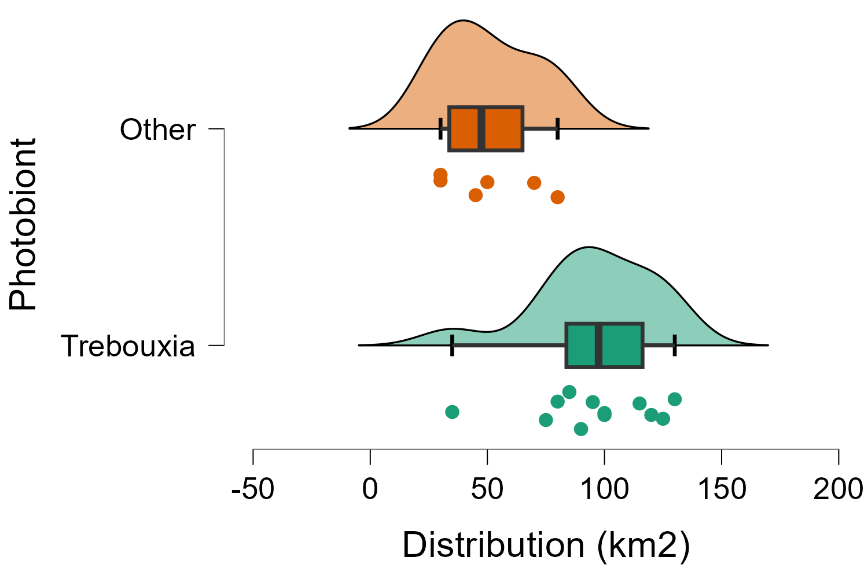 Photobiont
Other
Trebouxia
-50 0 50 100 150 200
Distribution (km2)